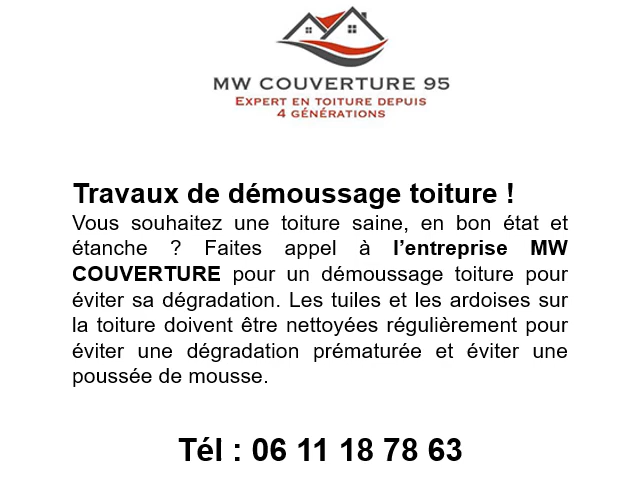 MW COUVERTURE 95
EXPERT EN TOITURE DEPUIS
4 GÉNÉRATIONS
Travaux de démoussage toiture !
Vous souhaitez une toiture saine, en bon état et
étanche ? Faites appel à l’entreprise MW
COUVERTURE pour un démoussage toiture pour
éviter sa dégradation. Les tuiles et les ardoises sur
la toiture doivent être nettoyées régulièrement pour
éviter une dégradation prématurée et éviter une
poussée de mousse.
Tél : 06 11 18 78 63